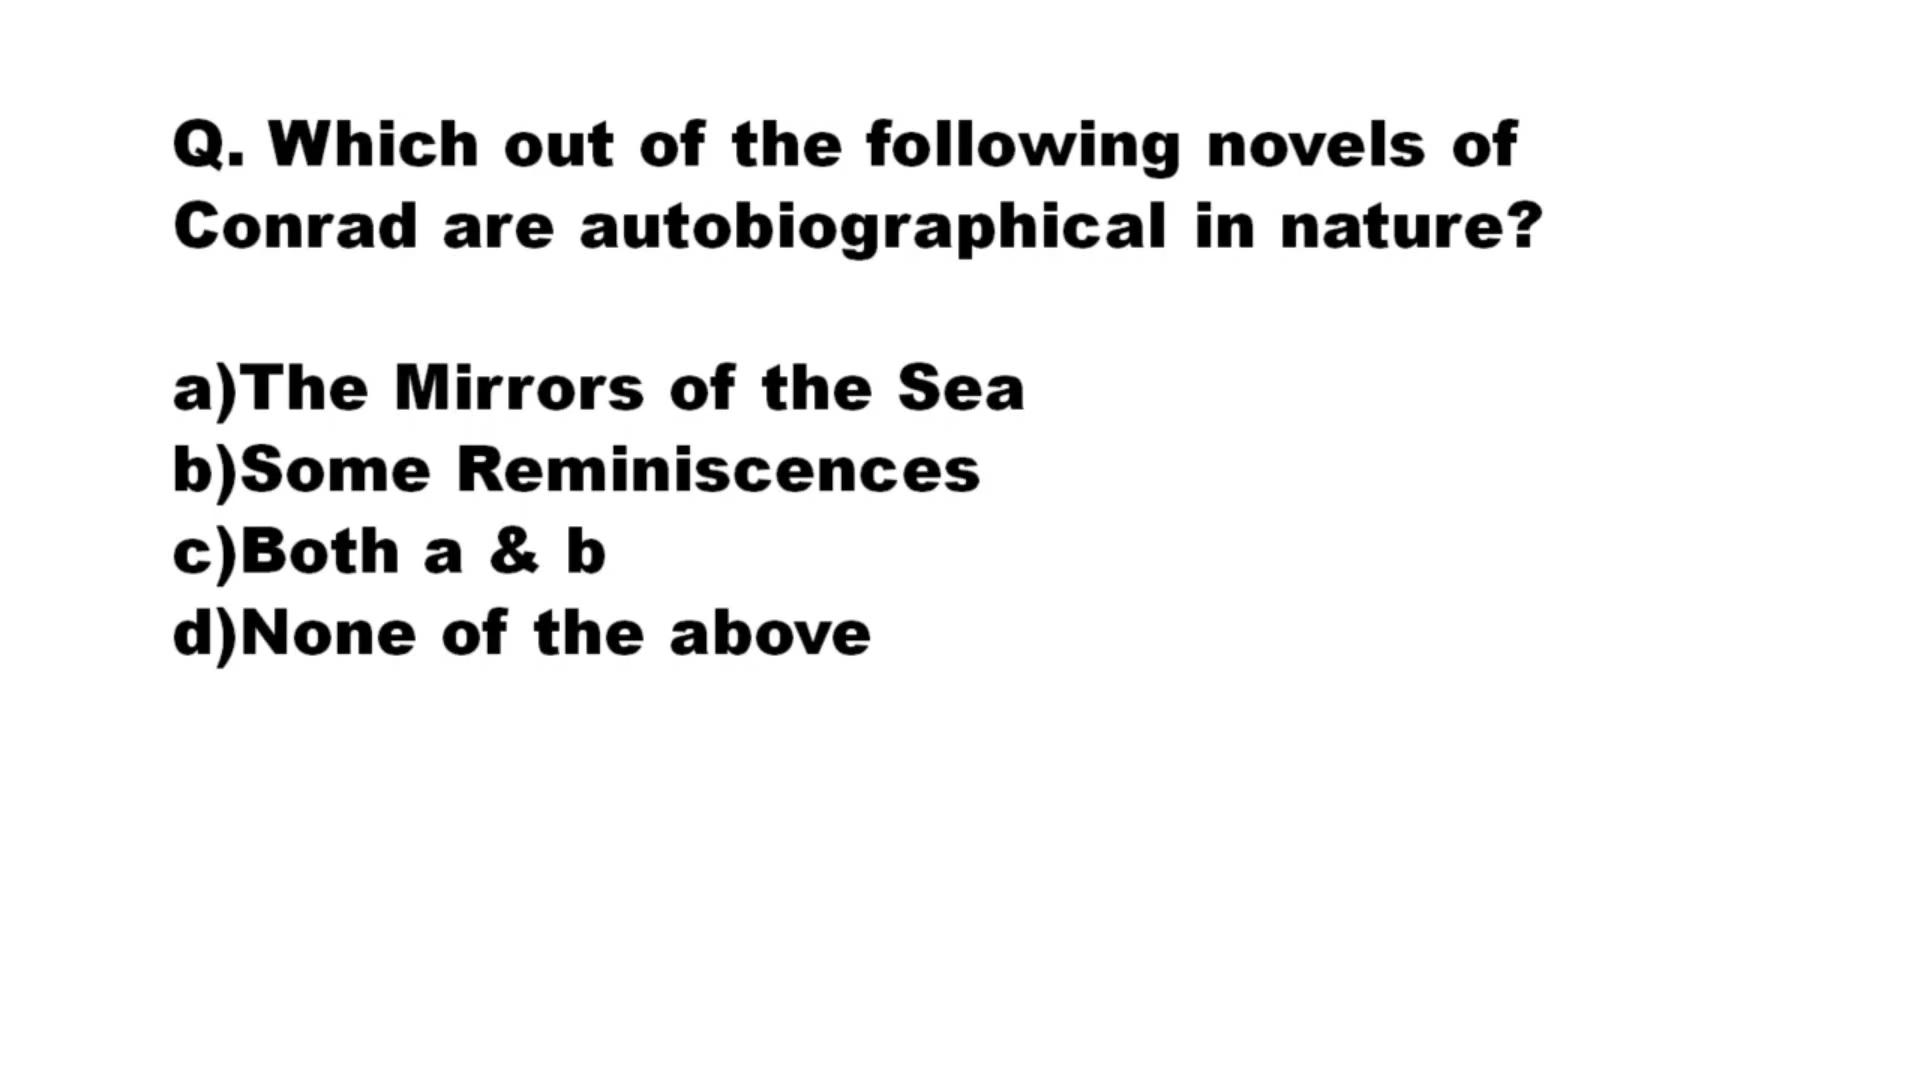 Q. Which out of the following novels of
Conrad are autobiographical in nature?
a)The Mirrors of the Sea
b)Some Reminiscences
c)Both a & b
d)None of the above